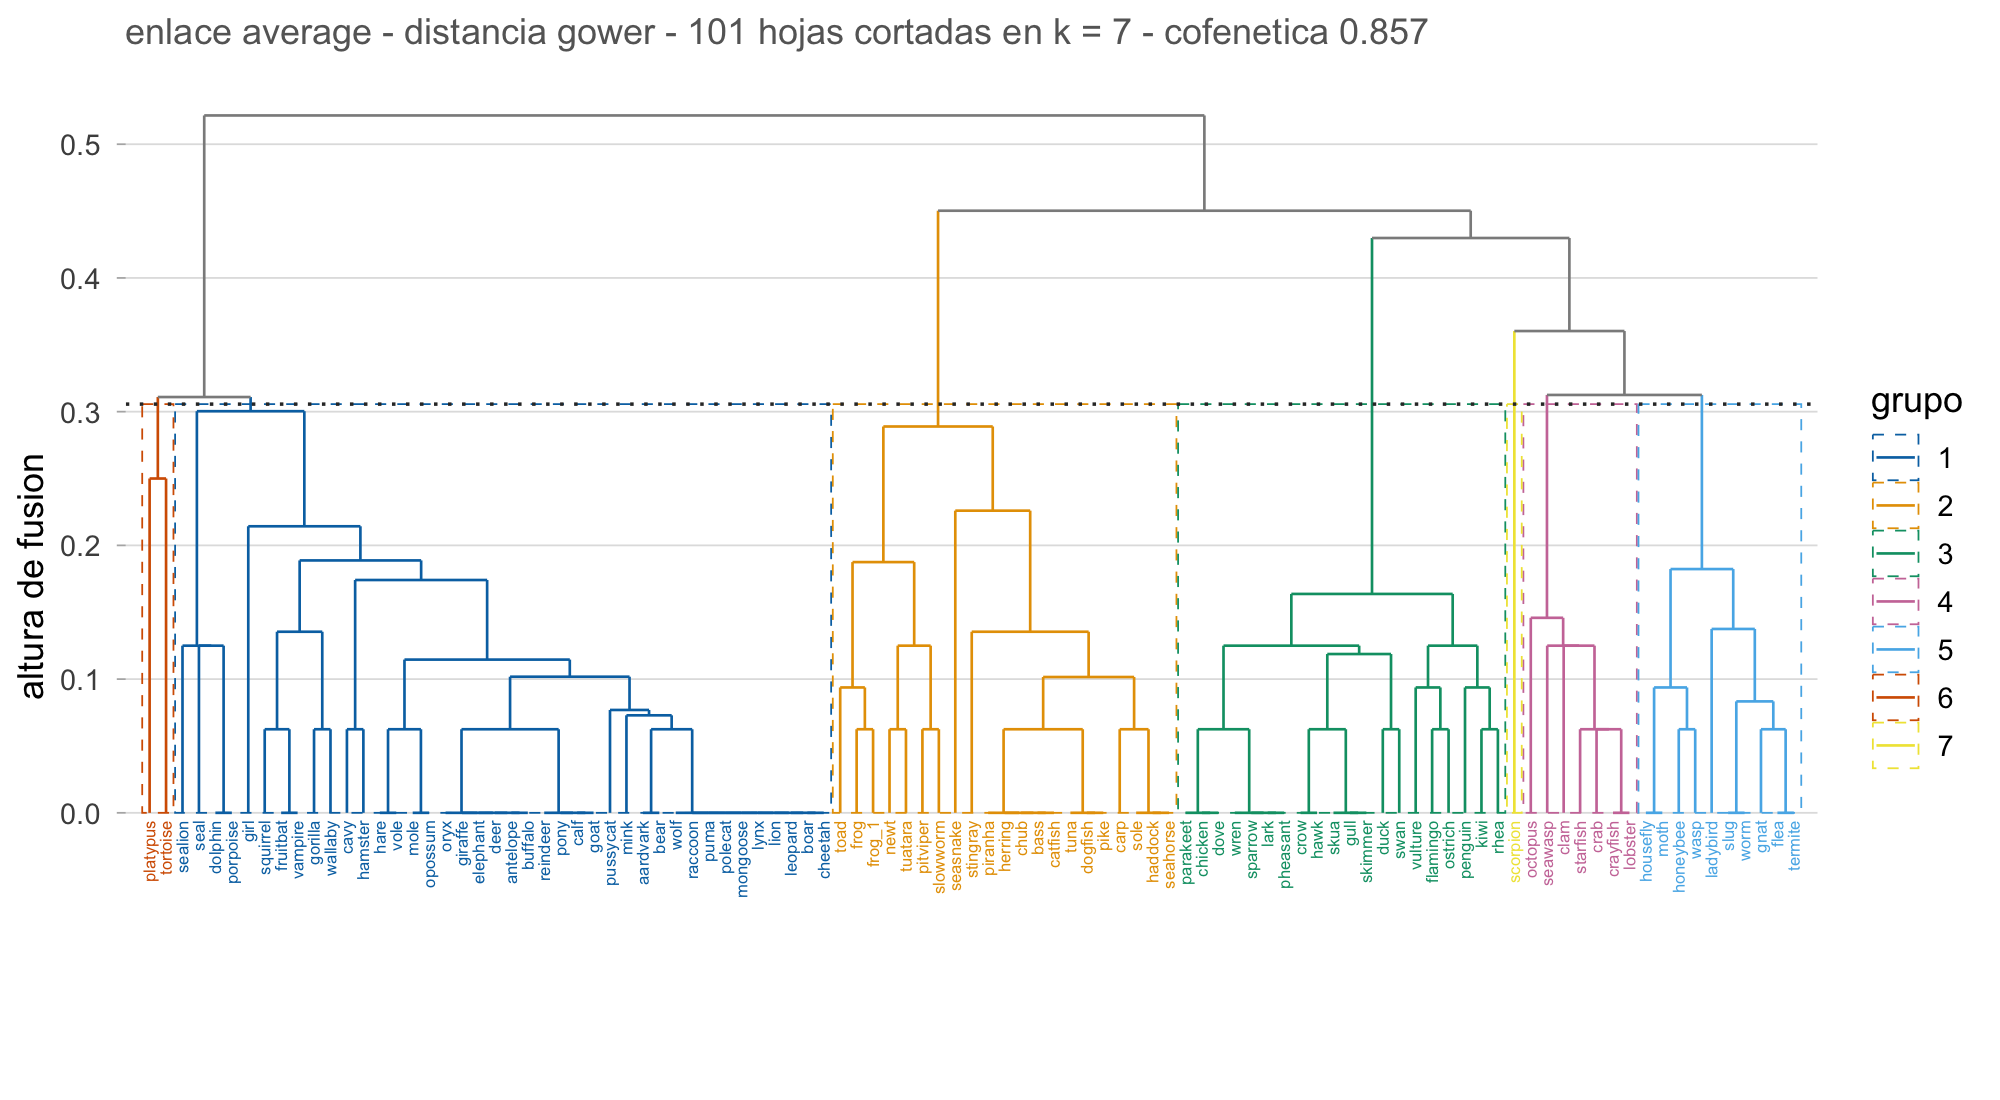 enlace average - distancia gower - 101 hojas cortadas en k = 7 - cofenetica 0.857
altura de fusion
0.5
0.4
0.3
0.2
0.1
0.0
platypus
tortoise
sealion
seal
dolphin
porpoise
girl
squirrel
fruitbat
vampire
gorilla
wallaby
cavy
hamster
hare
vole
mole
opossum
oryx
giraffe
elephant
deer
antelope
buffalo
reindeer
pony
calf
goat
pussycat
mink
aardvark
bear
wolf
raccoon
puma
polecat
mongoose
lynx
lion
leopard
boar
cheetah
toad
frog
frog_1
newt
tuatara
pitviper
slowworm
seasnake
stingray
piranha
herring
chub
bass
catfish
tuna
dogfish
pike
carp
sole
haddock
seahorse
parakeet
chicken
dove
wren
sparrow
lark
pheasant
crow
hawk
skua
gull
skimmer
duck
swan
vulture
flamingo
ostrich
penguin
kiwi
rhea
scorpion
octopus
seawasp
clam
starfish
crab
crayfish
lobster
housefly
moth
honeybee
wasp
ladybird
slug
worm
gnat
flea
termite
grupo
1
2
3
4
5
6
7